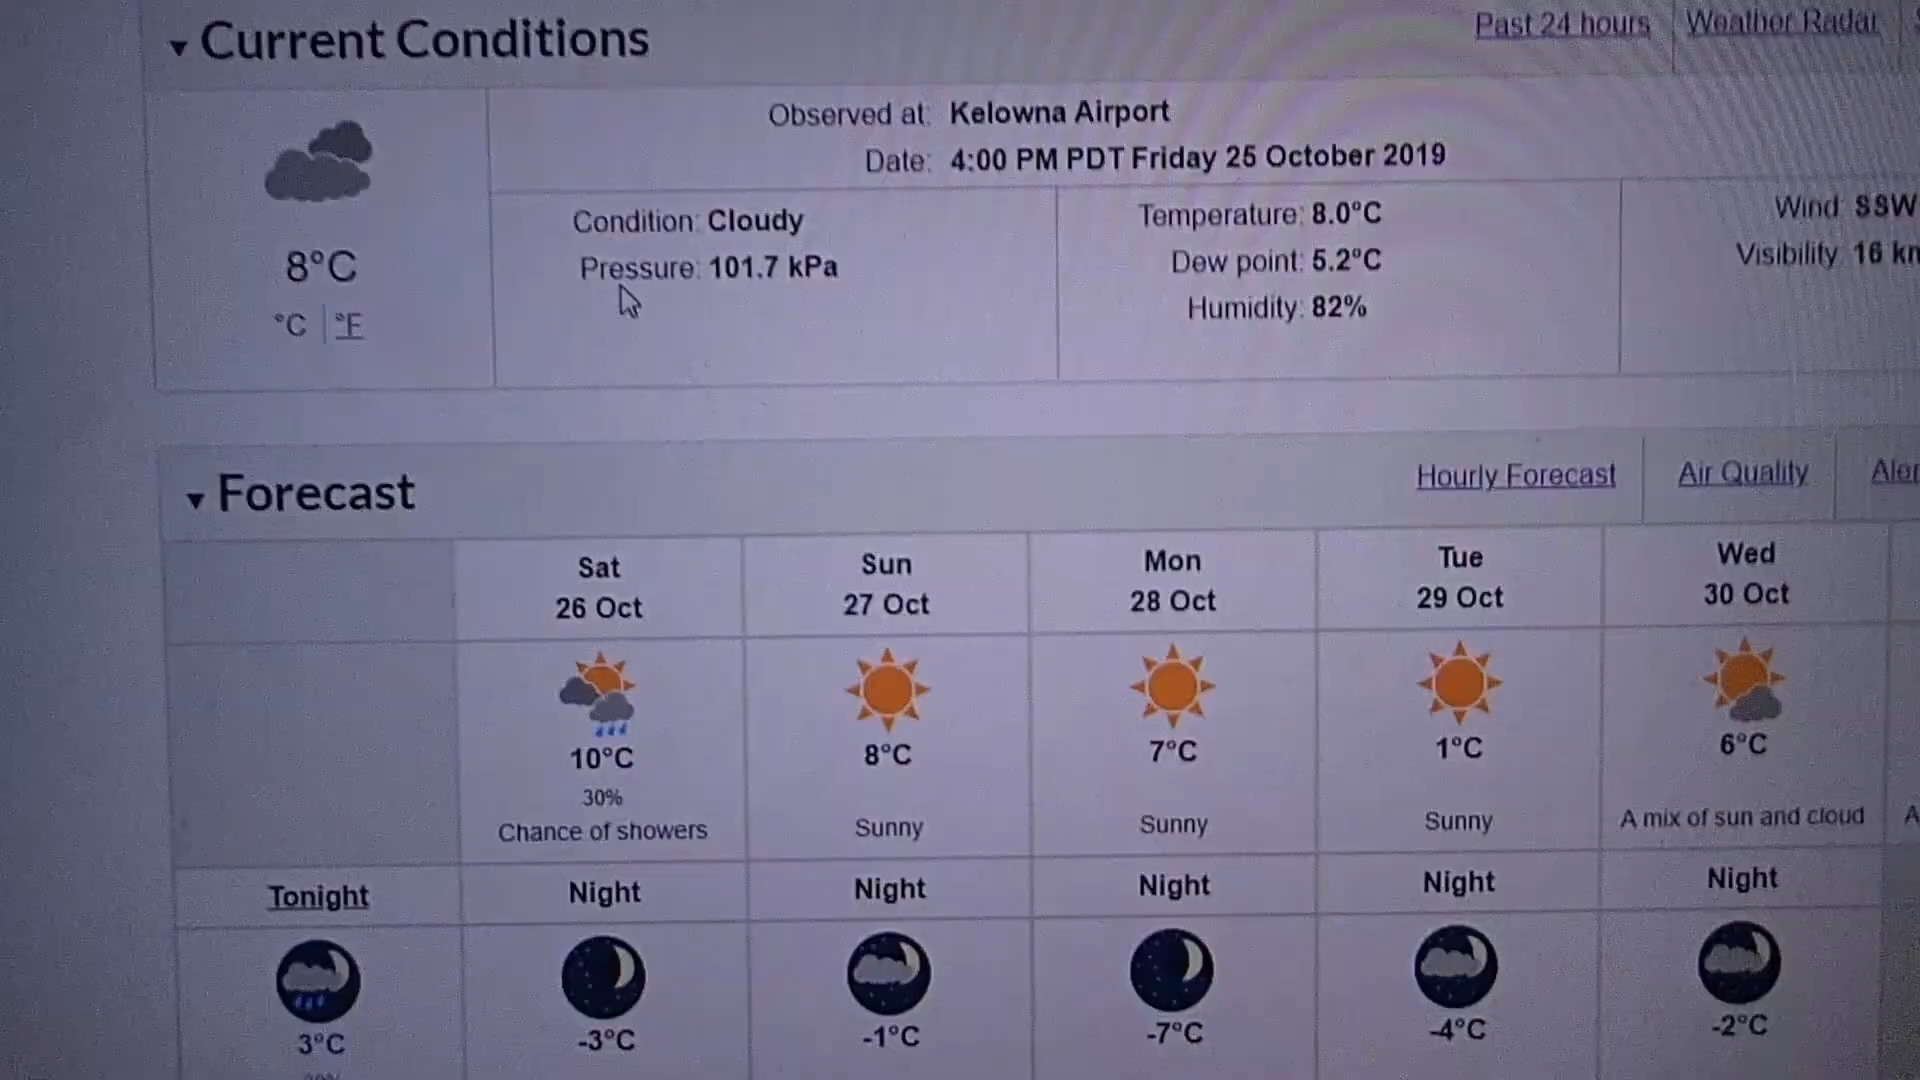 Current Conditions
Past 24 hours
Weather Radar
Observed at: Kelowna Airport
Date: 4:00 PM PDT Friday 25 October 2019
8°C
°C | °F
Condition: Cloudy
Pressure: 101.7 kPa
Temperature: 8.0°C
Dew point: 5.2°C
Humidity: 82%
Wind: SSW
Visibility: 16 km
Forecast
Hourly Forecast
Air Quality
Sat
26 Oct
Sun
27 Oct
Mon
28 Oct
Tue
29 Oct
Wed
30 Oct
10°C
30%
Chance of showers
8°C
Sunny
7°C
Sunny
1°C
Sunny
6°C
A mix of sun and cloud
Tonight
Night
Night
Night
Night
Night
3°C
-3°C
-1°C
-7°C
-4°C
-2°C